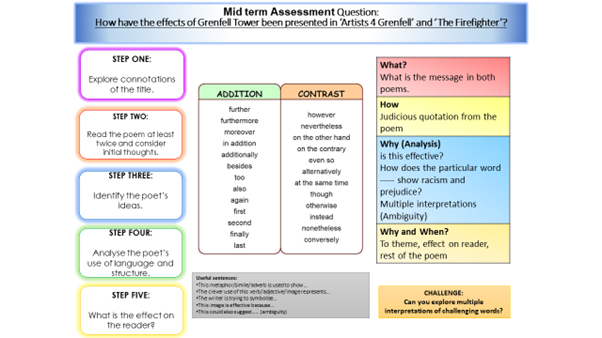 Mid term Assessment Question:
How have the effects of Grenfell Tower been presented in ‘Artists 4 Grenfell’ and ‘The Firefighter’?
STEP ONE:
Explore connotations
of the title.
STEP TWO:
Read the poem at least
twice and consider
initial thoughts.
STEP THREE:
Identify the poet’s
ideas.
STEP FOUR:
Analyse the poet’s
use of language and
structure.
STEP FIVE:
What is the effect on
the reader?
ADDITION
further
furthermore
moreover
in addition
additionally
besides
too
also
again
first
second
finally
last
CONTRAST
however
nevertheless
on the other hand
on the contrary
even so
alternatively
at the same time
though
otherwise
instead
nonetheless
conversely
Useful sentences:
•This metaphor/simile/adverb is used to show…
•The clever use of this verb/adjective/image represents…
•The writer is trying to symbolise…
•This image is effective because…
•This could also suggest….. (ambiguity)
What?
What is the message in both
poems.
How
Judicious quotation from the
poem
Why (Analysis)
is this effective?
How does the particular word
----- show racism and
prejudice?
Multiple interpretations
(Ambiguity)
Why and When?
To theme, effect on reader,
rest of the poem
CHALLENGE:
Can you explore multiple
interpretations of challenging words?